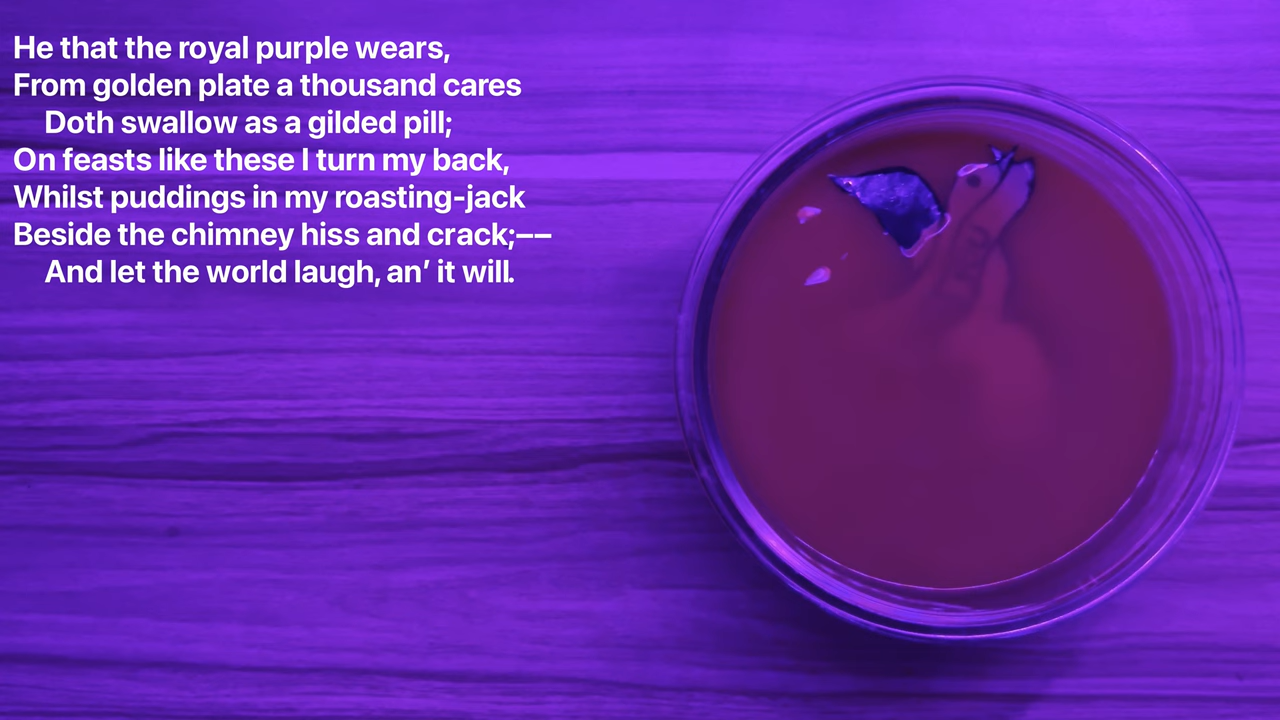 He that the royal purple wears,
From golden plate a thousand cares
Doth swallow as a gilded pill;
On feasts like these I turn my back,
Whilst puddings in my roasting-jack
Beside the chimney hiss and crack;––
And let the world laugh, an’ it will.